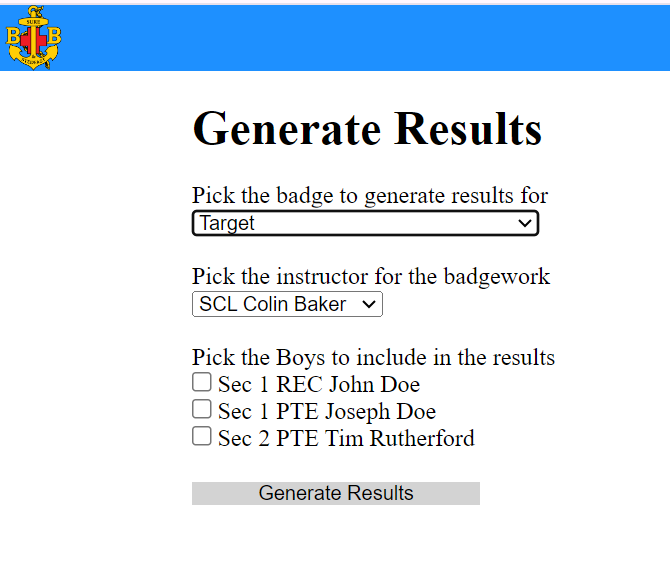 SURE
B B
& STEDFAST
Generate Results
Pick the badge to generate results for
Target
Pick the instructor for the badgework
SCL Colin Baker
Pick the Boys to include in the results
Sec 1 REC John Doe
Sec 1 PTE Joseph Doe
Sec 2 PTE Tim Rutherford
Generate Results